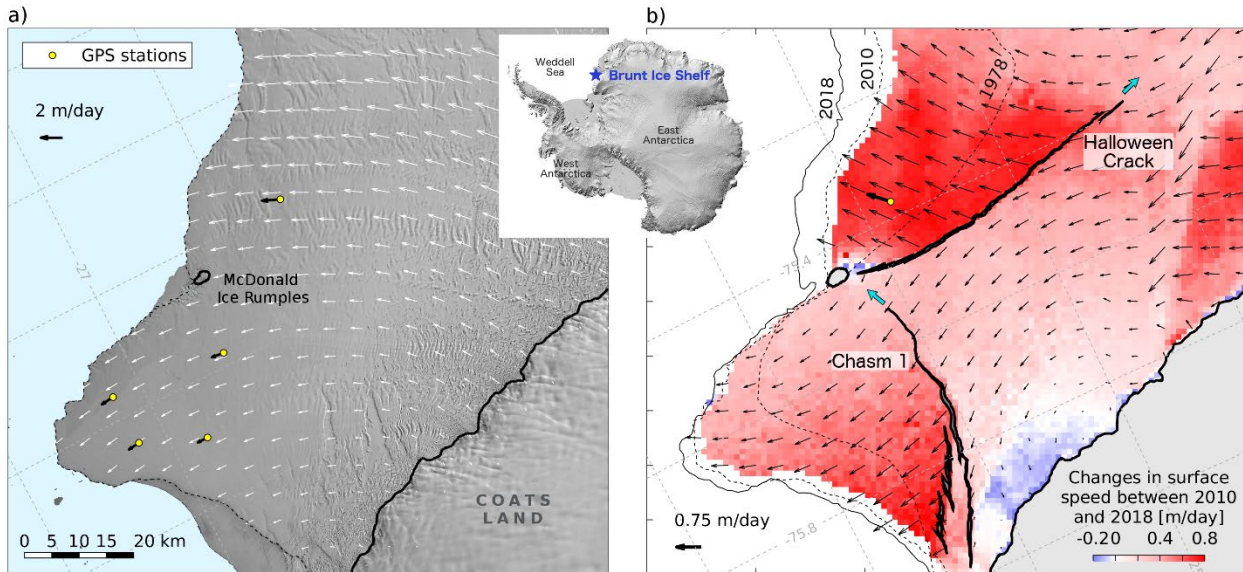 a)
GPS stations
2 m/day
-27
McDonald
Ice Rumples
COATS
LAND
0 5 10 15 20 km
Weddell
Sea
Brunt Ice Shelf
East
Antarctica
West
Antarctica
b)
2018
2010
1978
Halloween
Crack
-75.4
Chasm 1
0.75 m/day
-75.8
Changes in surface
speed between 2010
and 2018 [m/day]
-0.20 0.4 0.8